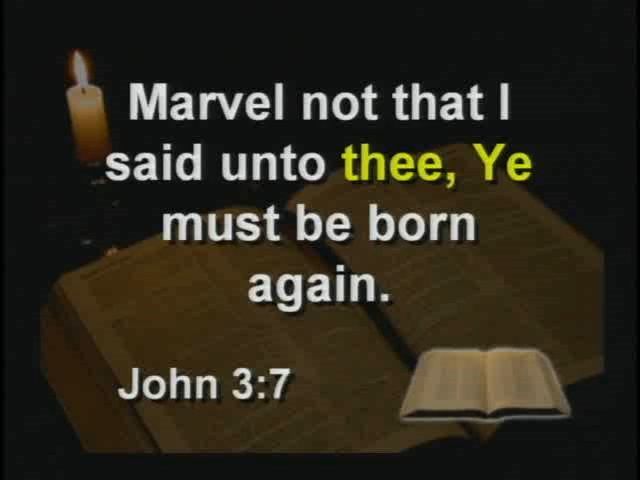 Marvel not that I
said unto thee, Ye
must be born
again.
John 3:7